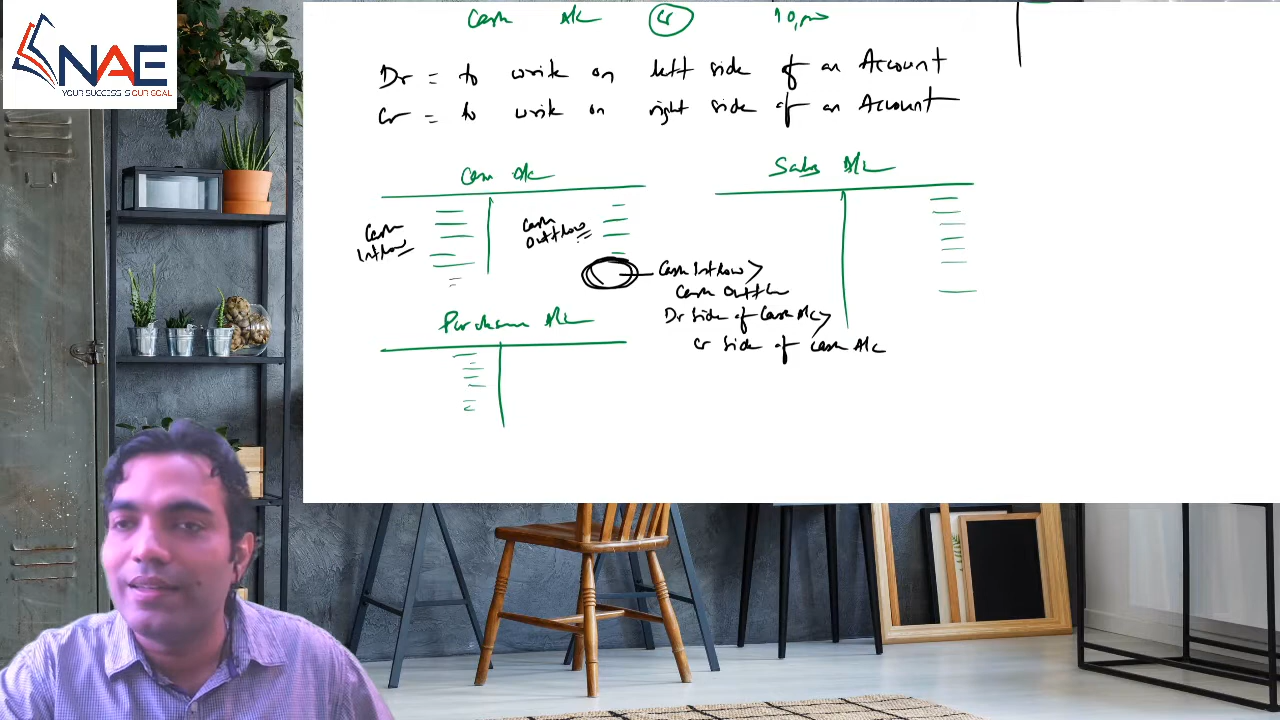 NAE
YOUR SUCCESS IS OUR GOAL
Cash A/c Cr 10,000
Dr = to write on left side of an Account
Cr = to write on right side of an Account
Cash A/c
Sales A/c
Cash
Inflow
Cash
Outflow
Cash Inflow >
Cash Outflow
Dr Side of Cash A/c >
Cr Side of Cash A/c
Purchase A/c